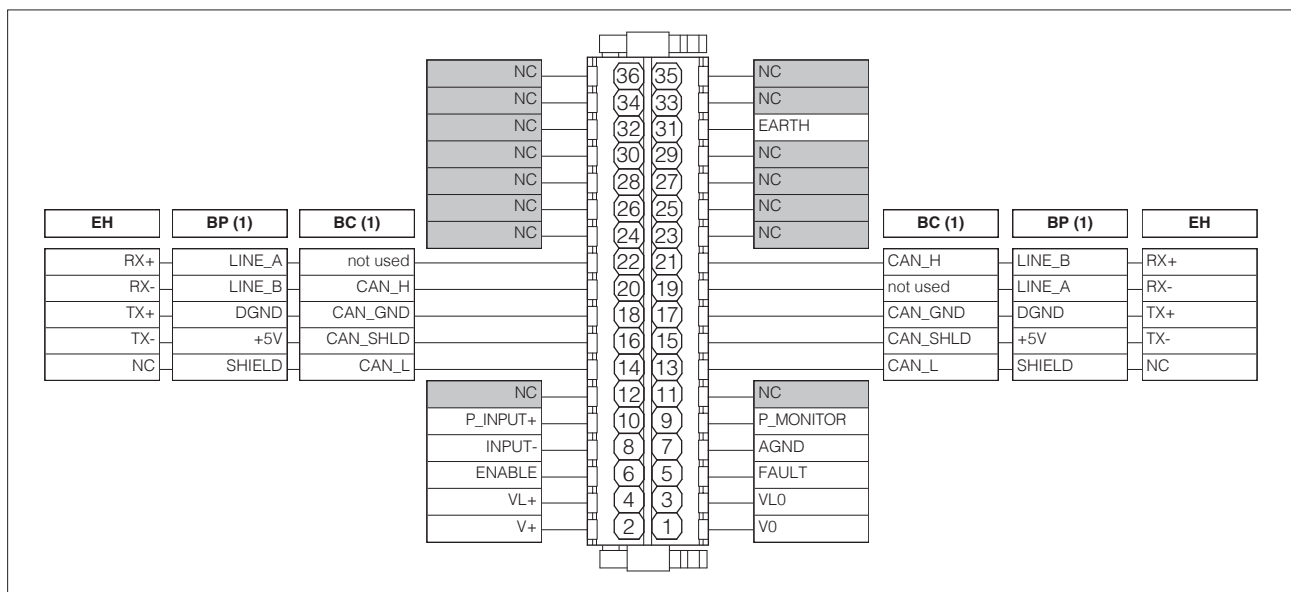 NC 36 35 NC
NC 34 33 NC
NC 32 31 EARTH
NC 30 29 NC
NC 28 27 NC
NC 26 25 NC
EH BP (1) BC (1) NC 24 23 NC BC (1) BP (1) EH
RX+ LINE_A not used 22 21 CAN_H LINE_B RX+
RX- LINE_B CAN_H 20 19 not used LINE_A RX-
TX+ DGND CAN_GND 18 17 CAN_GND DGND TX+
TX- +5V CAN_SHLD 16 15 CAN_SHLD +5V TX-
NC SHIELD CAN_L 14 13 CAN_L SHIELD NC
NC 12 11 NC
P_INPUT+ 10 9 P_MONITOR
INPUT- 8 7 AGND
ENABLE 6 5 FAULT
VL+ 4 3 VL0
V+ 2 1 V0